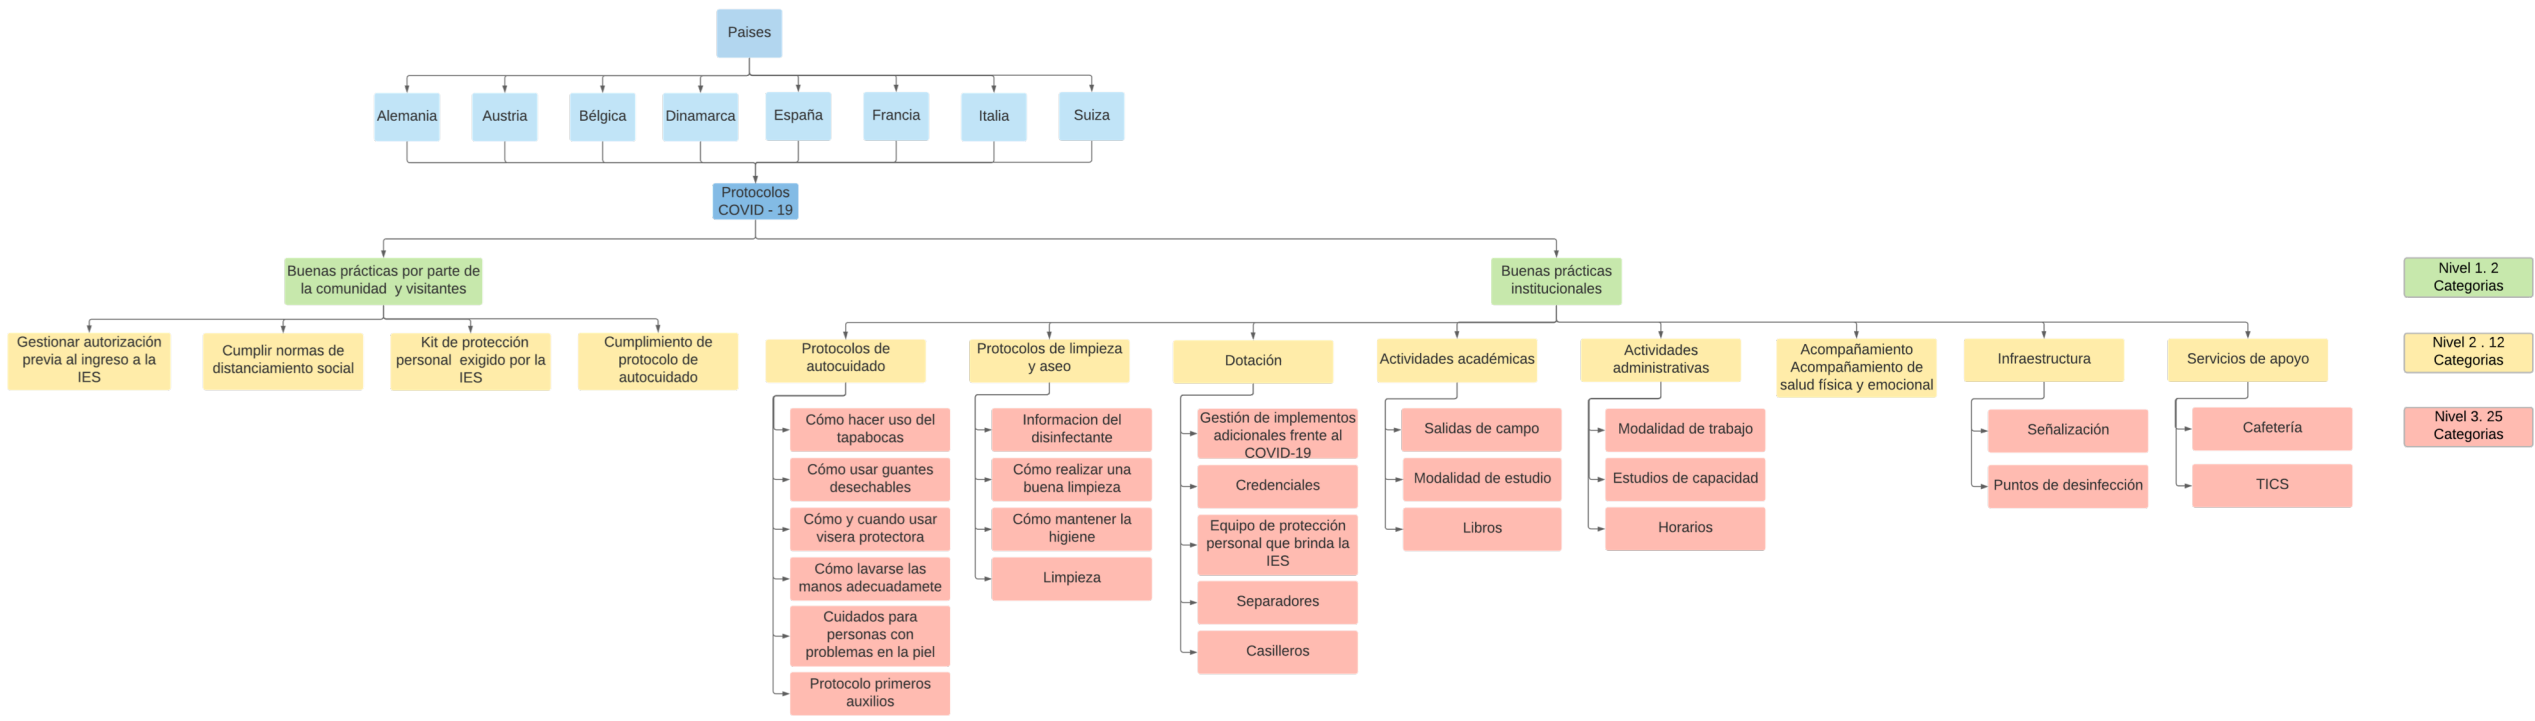 Paises
Alemania
Austria
Bélgica
Dinamarca
España
Francia
Italia
Suiza
Protocolos
COVID - 19
Buenas prácticas por parte de
la comunidad  y visitantes
Buenas prácticas
institucionales
Nivel 1. 2
Categorias
Gestionar autorización
previa al ingreso a la
IES
Cumplir normas de
distanciamiento social
Kit de protección
personal  exigido por la
IES
Cumplimiento de
protocolo de
autocuidado
Protocolos de
autocuidado
Protocolos de limpieza
y aseo
Dotación
Actividades académicas
Actividades
administrativas
Acompañamiento
Acompañamiento de
salud física y emocional
Infraestructura
Servicios de apoyo
Nivel 2 . 12
Categorias
Cómo hacer uso del
tapabocas
Cómo usar guantes
desechables
Cómo y cuando usar
visera protectora
Cómo lavarse las
manos adecuadamete
Cuidados para
personas con
problemas en la piel
Protocolo primeros
auxilios
Informacion del
disinfectante
Cómo realizar una
buena limpieza
Cómo mantener la
higiene
Limpieza
Gestión de implementos
adicionales frente al
COVID-19
Credenciales
Equipo de protección
personal que brinda la
IES
Separadores
Casilleros
Salidas de campo
Modalidad de estudio
Libros
Modalidad de trabajo
Estudios de capacidad
Horarios
Señalización
Puntos de desinfección
Cafetería
TICS
Nivel 3. 25
Categorias